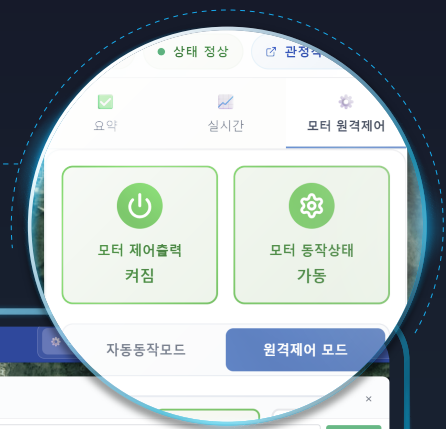 상태 정상
관정
요약
실시간
모터 원격제어
모터 제어출력
켜짐
모터 동작상태
가동
자동동작모드
원격제어 모드
×